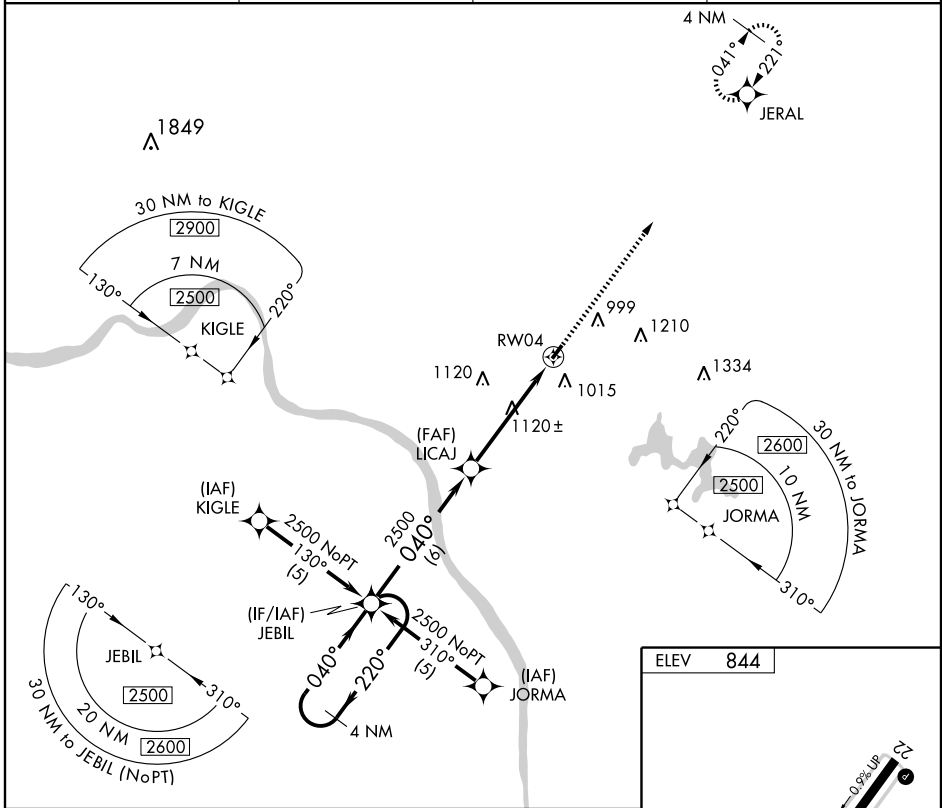 4 NM
041°
221°
JERAL
1849
30 NM to KIGLE
2900
7 NM
2500
130°
220°
KIGLE
999
RW04
1210
1120
1015
1334
1120 ±
(FAF)
LICAJ
220°
2600
30 NM to JORMA
2500
10 NM
JORMA
310°
(IAF)
KIGLE
2500 NoPT
130°
(5)
2500
040°
(6)
(IF/IAF)
JEBIL
2500 NoPT
310°
(5)
(IAF)
JORMA
040°
220°
4 NM
130°
JEBIL
2500
310°
20 NM
2600
30 NM to JEBIL (NoPT)
ELEV 844
22
0.9% UP
P